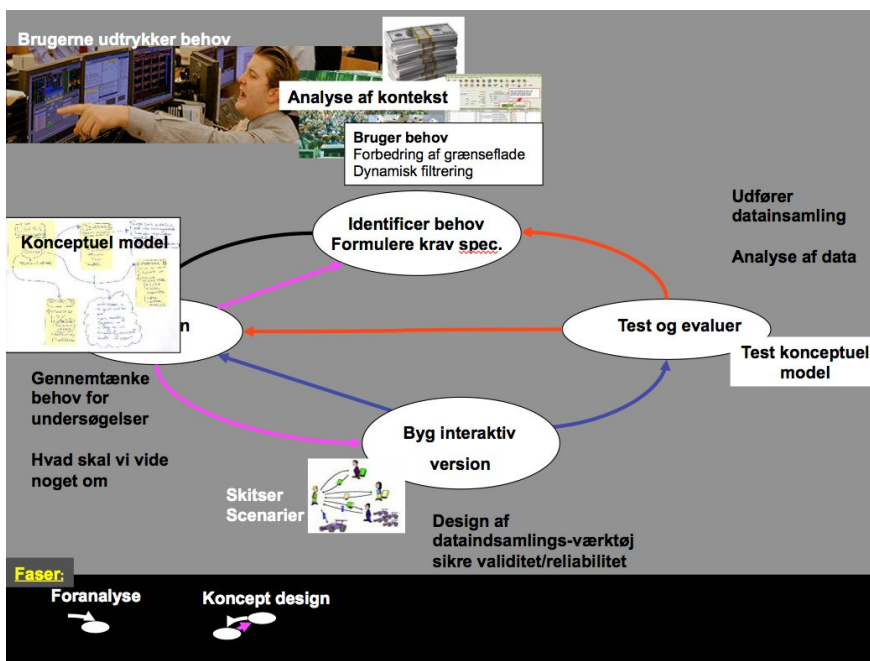 Brugerne udtrykker behov
Analyse af kontekst
Bruger behov
Forbedring af grænseflade
Dynamisk filtrering
Udfører
datainsamling
Analyse af data
Identificer behov
Formulere krav spec.
Konceptuel model
n
Test og evaluer
Test konceptuel
model
Gennemtænke
behov for
undersøgelser
Hvad skal vi vide
noget om
Byg interaktiv
version
Skitser
Scenarier
Design af
dataindsamlings-værktøj
sikre validitet/reliabilitet
Faser:
Foranalyse
Koncept design